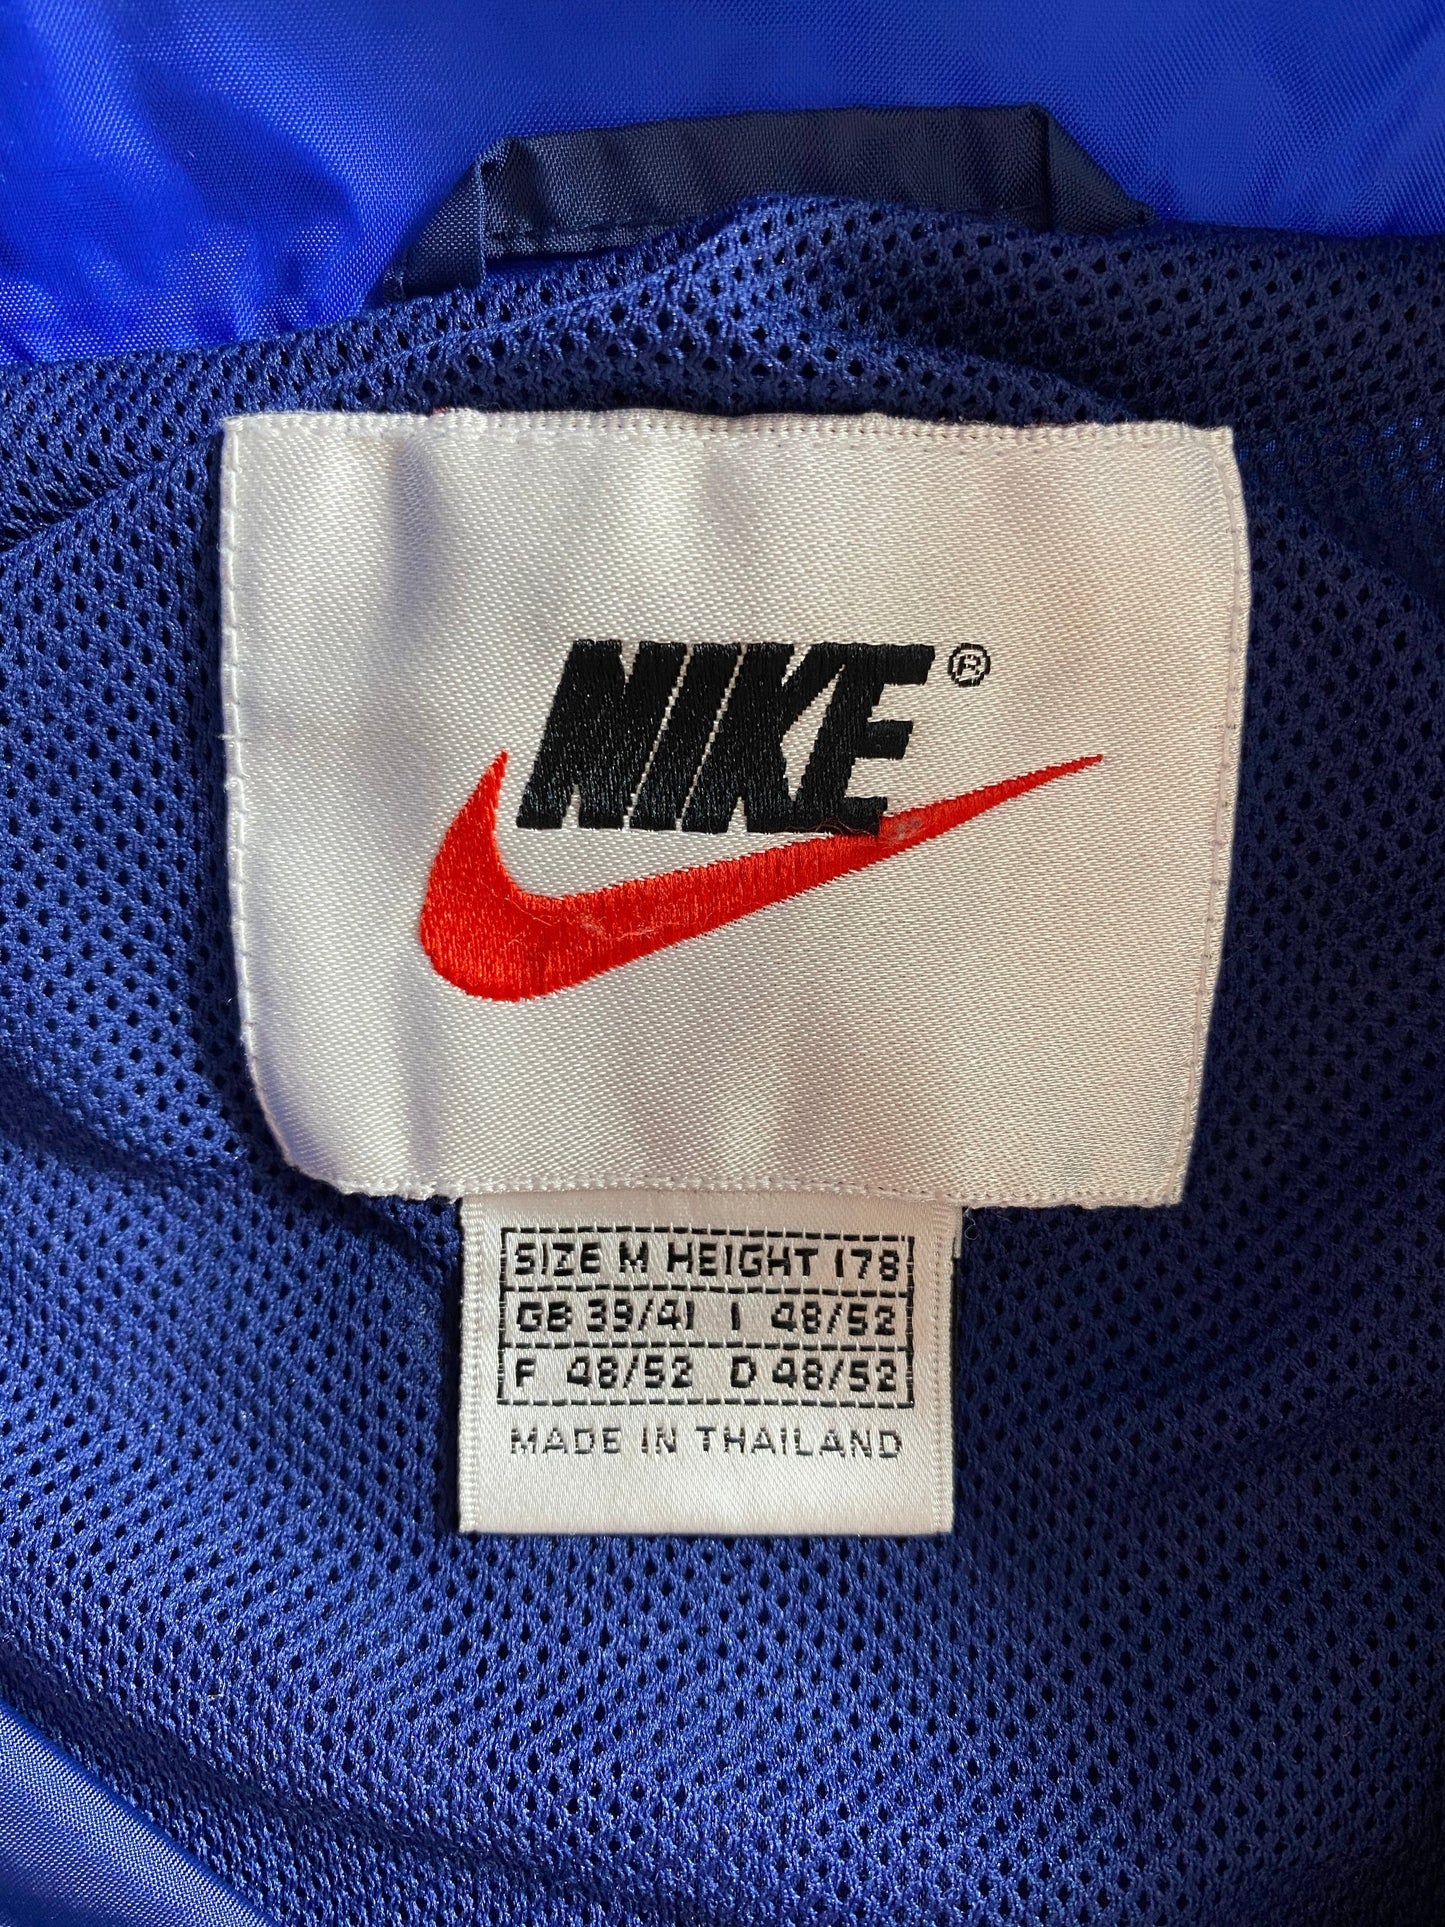 NIKE®
SIZE M HEIGHT 178
GB 39/41 I 48/52
F 48/52 D 48/52
MADE IN THAILAND